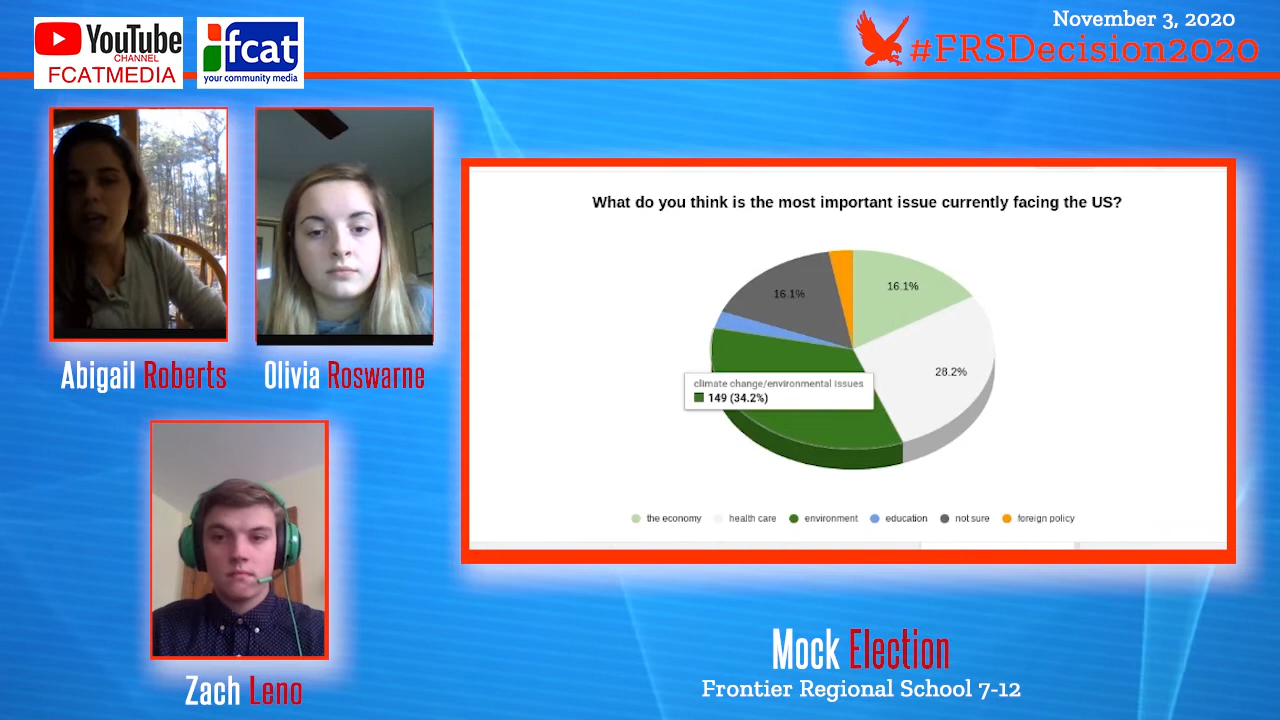 YouTube
CHANNEL
FCATMEDIA
fcat
your community media
November 3, 2020
#FRSDecision2020
Abigail Roberts
Olivia Roswarne
Zach Leno
What do you think is the most important issue currently facing the US?
16.1%
16.1%
28.2%
climate change/environmental issues
149 (34.2%)
the economy
health care
environment
education
not sure
foreign policy
Mock Election
Frontier Regional School 7-12